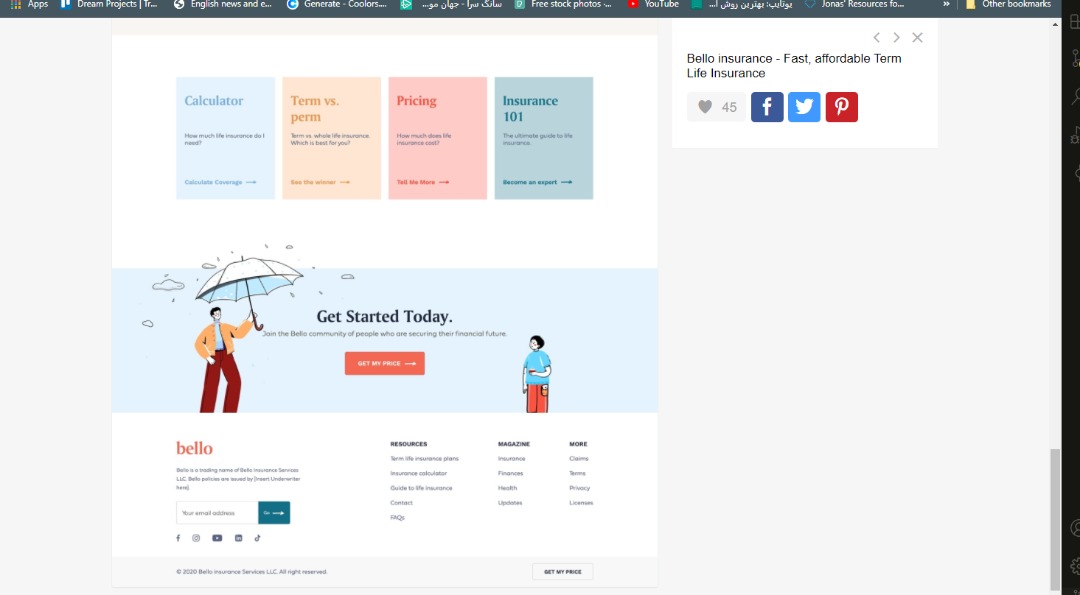 Apps
Dream Projects | Tr...
English news and e...
Generate - Coolors....
سانگ سرا - جهان مو...
Free stock photos -...
YouTube
یوتایپ: بهترین روش آ...
Jonas' Resources fo...
»
Other bookmarks
Bello insurance - Fast, affordable Term
Life Insurance
45
Calculator
How much life insurance do I
need?
Calculate Coverage
Term vs.
perm
Term vs. whole life insurance.
Which is best for you?
See the winner
Pricing
How much does life
insurance cost?
Tell Me More
Insurance
101
The ultimate guide to life
insurance.
Become an expert
Get Started Today.
Join the Bello community of people who are securing their financial future.
GET MY PRICE
bello
Bello is a trading name of Bello Insurance Services
LLC. Bello policies are issued by [Insert Underwriter
here].
Your email address
Go
RESOURCES
Term life insurance plans
Insurance calculator
Guide to life insurance
Contact
FAQs
MAGAZINE
Insurance
Finances
Health
Updates
MORE
Claims
Terms
Privacy
Licenses
© 2020 Bello Insurance Services LLC. All right reserved.
GET MY PRICE